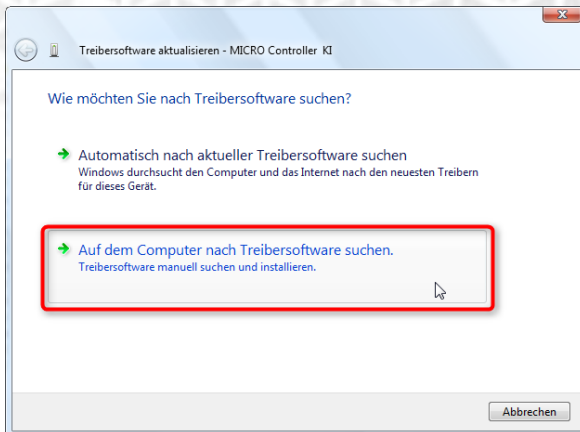 Treibersoftware aktualisieren - MICRO Controller KI
Wie möchten Sie nach Treibersoftware suchen?
Automatisch nach aktueller Treibersoftware suchen
Windows durchsucht den Computer und das Internet nach den neuesten Treibern
für dieses Gerät.
Auf dem Computer nach Treibersoftware suchen.
Treibersoftware manuell suchen und installieren.
Abbrechen